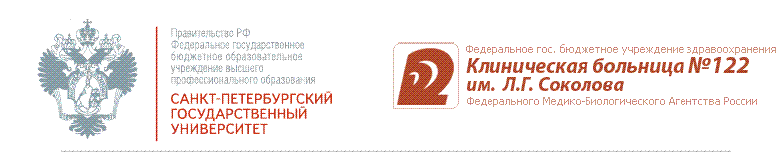 Правительство РФ
Федеральное государственное
бюджетное образовательное
учреждение высшего
профессионального образования
САНКТ-ПЕТЕРБУРГСКИЙ
ГОСУДАРСТВЕННЫЙ
УНИВЕРСИТЕТ
Федеральное гос. бюджетное учреждение здравоохранения
Клиническая больница №122
им. Л.Г. Соколова
Федерального Медико-Биологического Агентства России